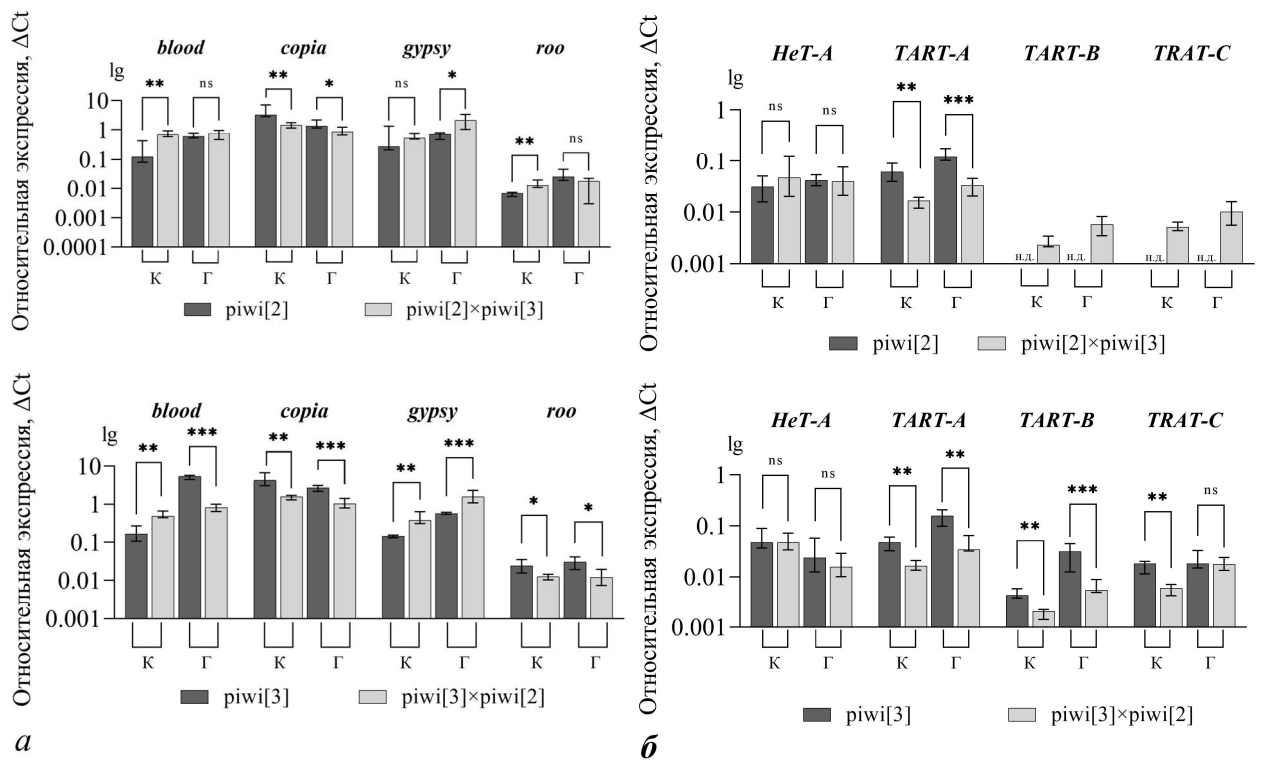 Относительная экспрессия, ΔCt
blood copia gypsy roo
lg
** ns ** * ns * ** ns
10
1
0.1
0.01
0.001
0.0001
К Г К Г К Г К Г
piwi[2] piwi[2]×piwi[3]
Относительная экспрессия, ΔCt
HeT-A TART-A TART-B TRAT-C
lg
ns ns ** ***
1
0.1
0.01
0.001
н.д. н.д. н.д. н.д.
К Г К Г К Г К Г
piwi[2] piwi[2]×piwi[3]
Относительная экспрессия, ΔCt
blood copia gypsy roo
lg
** *** ** *** ** *** * *
10
1
0.1
0.01
0.001
К Г К Г К Г К Г
piwi[3] piwi[3]×piwi[2]
а
Относительная экспрессия, ΔCt
HeT-A TART-A TART-B TRAT-C
lg
ns ns ** ** ** *** ** ns
1
0.1
0.01
0.001
К Г К Г К Г К Г
piwi[3] piwi[3]×piwi[2]
б